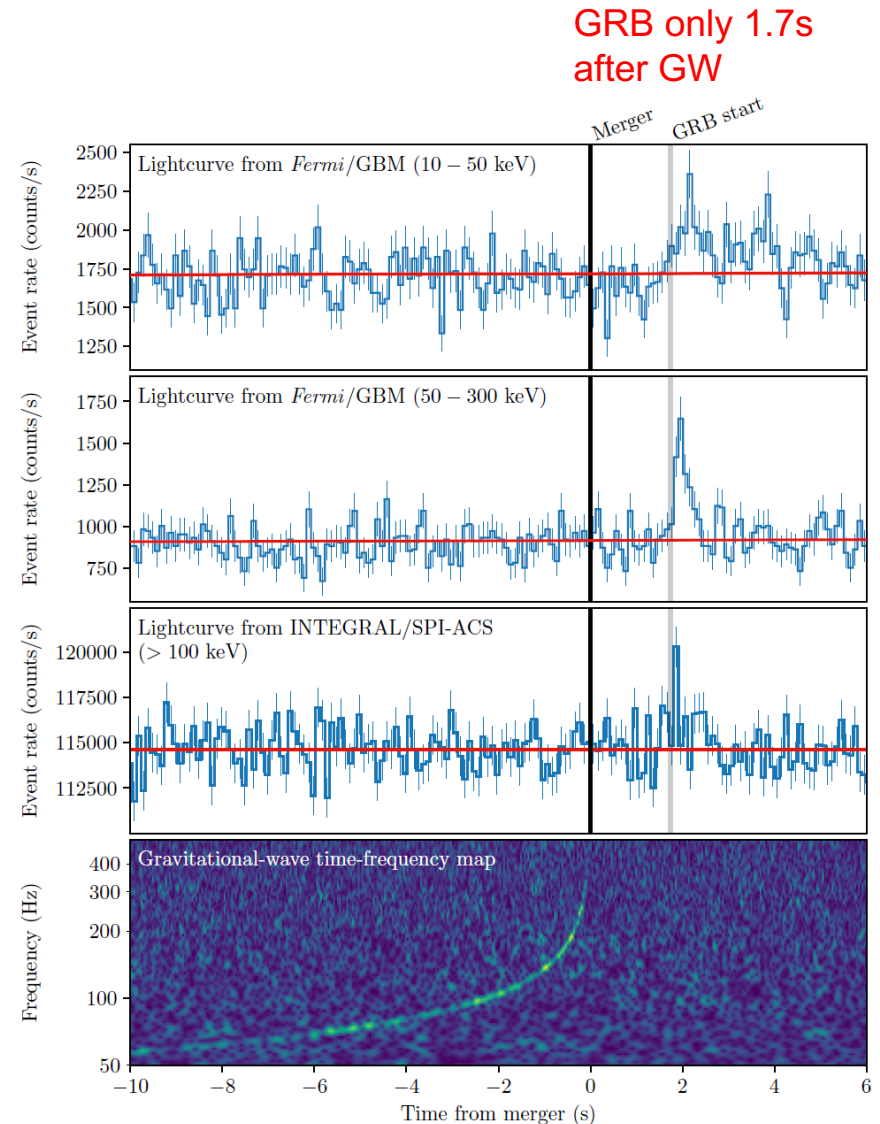 GRB only 1.7s
after GW
Merger
GRB start
Lightcurve from Fermi/GBM (10 − 50 keV)
Event rate (counts/s)
2500
2250
2000
1750
1500
1250
Lightcurve from Fermi/GBM (50 − 300 keV)
Event rate (counts/s)
1750
1500
1250
1000
750
Lightcurve from INTEGRAL/SPI-ACS
(> 100 keV)
Event rate (counts/s)
120000
117500
115000
112500
Gravitational-wave time-frequency map
Frequency (Hz)
400
300
200
100
50
−10 −8 −6 −4 −2 0 2 4 6
Time from merger (s)